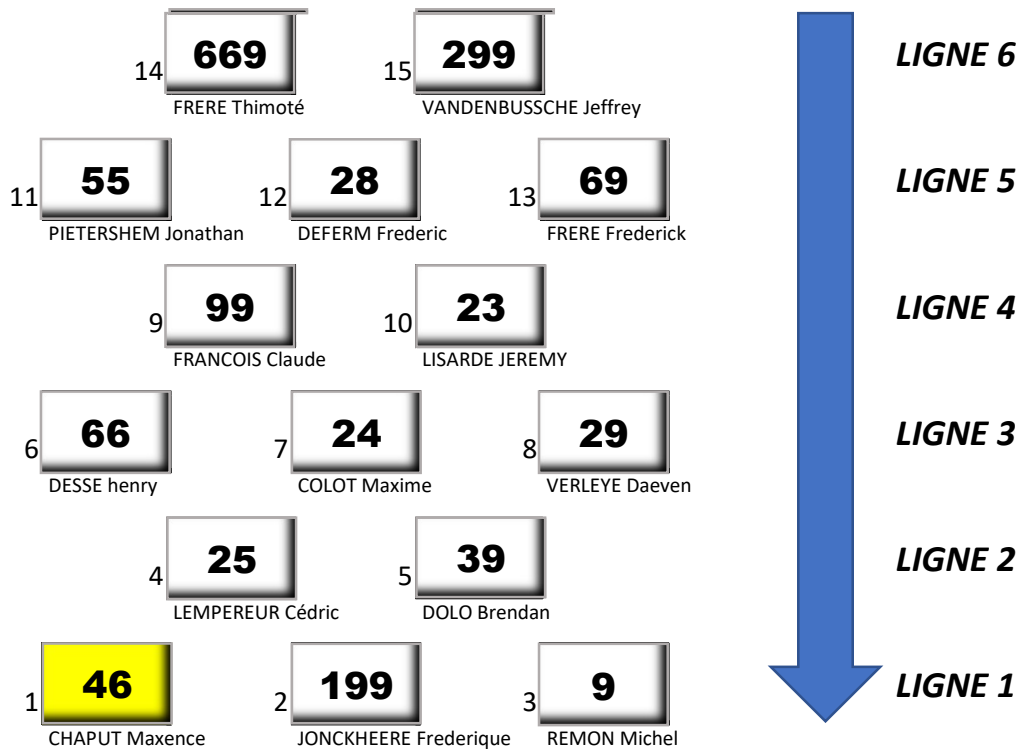 669 299 LIGNE 6
14 15
FRERE Thimoté VANDENBUSSCHE Jeffrey
55 28 69 LIGNE 5
11 12 13
PIETERSHEM Jonathan DEFERM Frederic FRERE Frederick
99 23 LIGNE 4
9 10
FRANCOIS Claude LISARDE JEREMY
66 24 29 LIGNE 3
6 7 8
DESSE henry COLOT Maxime VERLEYE Daeven
25 39 LIGNE 2
4 5
LEMPEREUR Cédric DOLO Brendan
46 199 9 LIGNE 1
1 2 3
CHAPUT Maxence JONCKHEERE Frederique REMON Michel